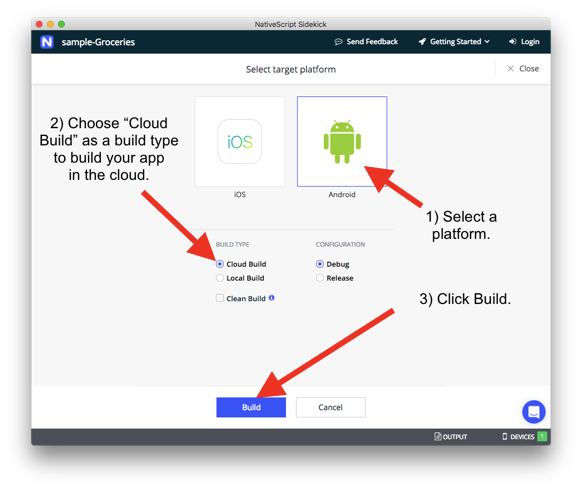 NativeScript Sidekick
N sample-Groceries Send Feedback Getting Started Login
Select target platform Close
2) Choose “Cloud
Build” as a build type
to build your app
in the cloud.
iOS
iOS Android
1) Select a
platform.
BUILD TYPE CONFIGURATION
Cloud Build Debug
Local Build Release
Clean Build i
3) Click Build.
Build Cancel
OUTPUT DEVICES 1